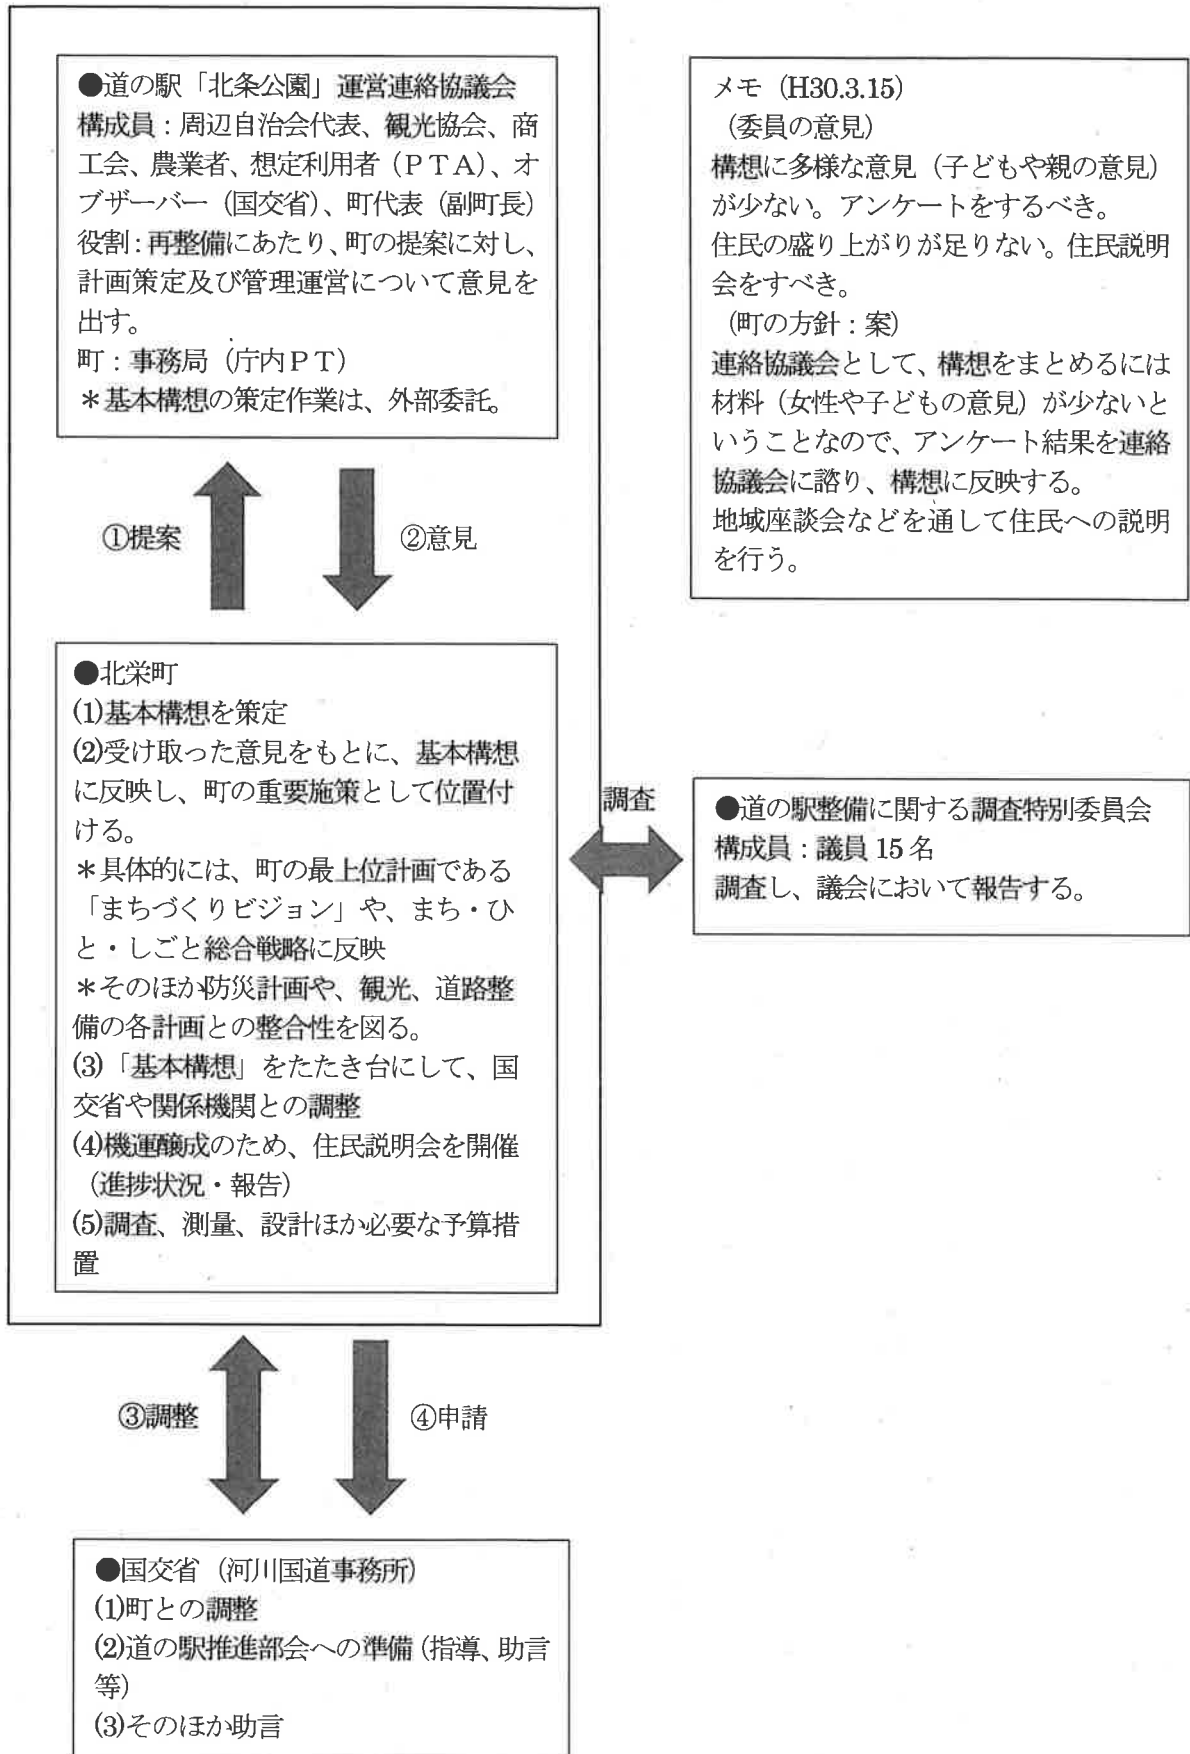 ●道の駅「北条公園」運営連絡協議会
構成員：周辺自治会代表、観光協会、商
工会、農業者、想定利用者（ＰＴＡ）、オ
ブザーバー（国交省）、町代表（副町長）
役割：再整備にあたり、町の提案に対し、
計画策定及び管理運営について意見を
出す。
町：事務局（庁内ＰＴ）
＊基本構想の策定作業は、外部委託。
①提案
②意見
●北栄町
(1)基本構想を策定
(2)受け取った意見をもとに、基本構想
に反映し、町の重要施策として位置付
ける。
＊具体的には、町の最上位計画である
「まちづくりビジョン」や、まち・ひ
と・しごと総合戦略に反映
＊そのほか防災計画や、観光、道路整
備の各計画との整合性を図る。
(3)「基本構想」をたたき台にして、国
交省や関係機関との調整
(4)機運醸成のため、住民説明会を開催
（進捗状況・報告）
(5)調査、測量、設計ほか必要な予算措
置
③調整
④申請
●国交省（河川国道事務所）
(1)町との調整
(2)道の駅推進部会への準備（指導、助言
等）
(3)そのほか助言
メモ（H30.3.15）
（委員の意見）
構想に多様な意見（子どもや親の意見）
が少ない。アンケートをするべき。
住民の盛り上がりが足りない。住民説明
会をすべき。
（町の方針：案）
連絡協議会として、構想をまとめるには
材料（女性や子どもの意見）が少ないと
いうことなので、アンケート結果を連絡
協議会に諮り、構想に反映する。
地域座談会などを通して住民への説明
を行う。
調査
●道の駅整備に関する調査特別委員会
構成員：議員 15 名
調査し、議会において報告する。